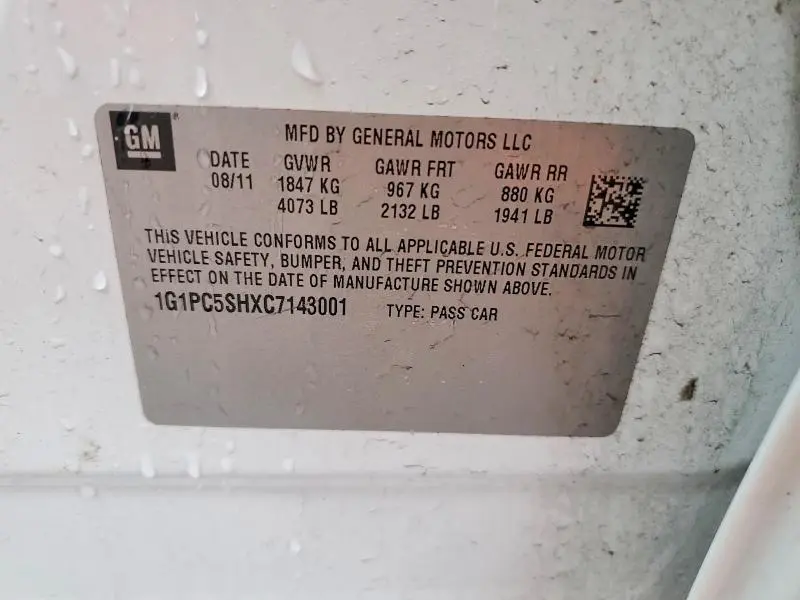 GM
MFD BY GENERAL MOTORS LLC
DATE GVWR GAWR FRT GAWR RR
08/11 1847 KG 967 KG 880 KG
4073 LB 2132 LB 1941 LB
THIS VEHICLE CONFORMS TO ALL APPLICABLE U.S. FEDERAL MOTOR
VEHICLE SAFETY, BUMPER, AND THEFT PREVENTION STANDARDS IN
EFFECT ON THE DATE OF MANUFACTURE SHOWN ABOVE.
1G1PC5SHXC7143001 TYPE: PASS CAR